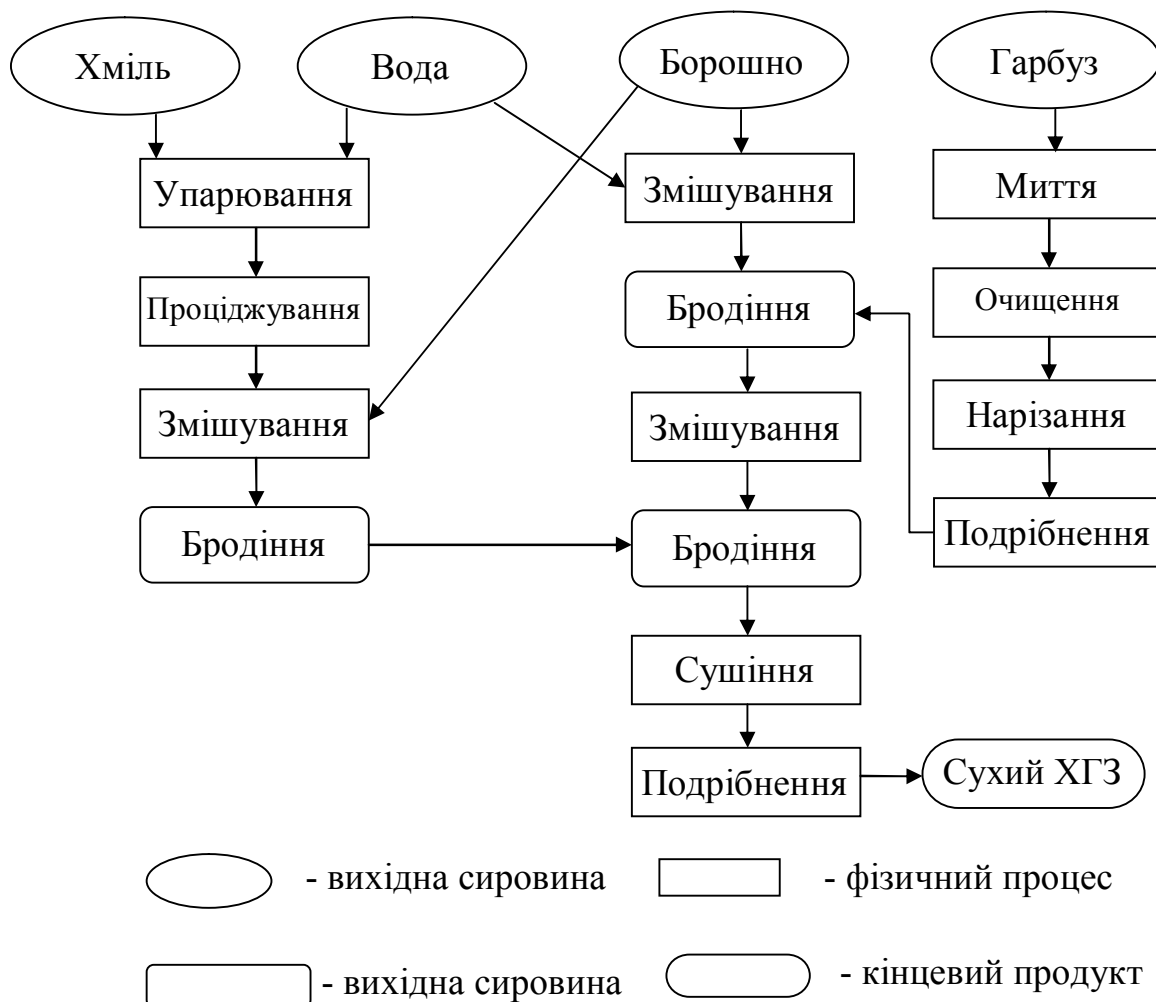 Хміль
Вода
Борошно
Гарбуз
Упарювання
Змішування
Миття
Проціджування
Бродіння
Очищення
Змішування
Змішування
Нарізання
Бродіння
Бродіння
Подрібнення
Сушіння
Подрібнення
Сухий ХГЗ
- вихідна сировина
- фізичний процес
- вихідна сировина
- кінцевий продукт